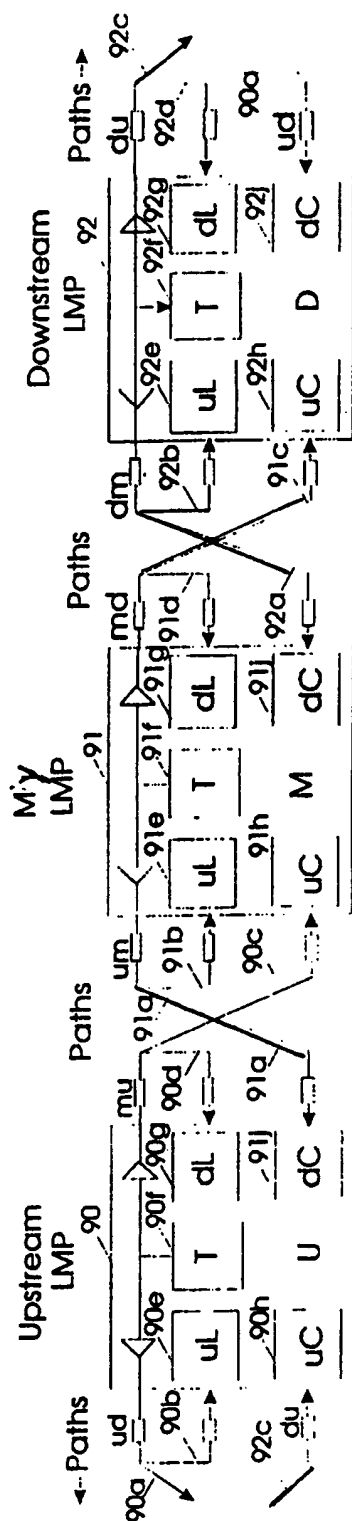 Upstream
LMP
90
M'y
LMP
91
Downstream
LMP
92
Paths
Paths
Paths
Paths
ud
mu
um
md
dm
du
90a
90b
90e
90f
90g
90d
91a
91b
91e
91f
91g
91d
92b
92e
92f
92g
92d
92c
uL
T
dL
uL
T
dL
uL
T
dL
92c
du
90h
91j
91a
90c
91h
91j
92a
91c
92h
92j
90a
ud
uC
U
dC
uC
M
dC
uC
D
dC